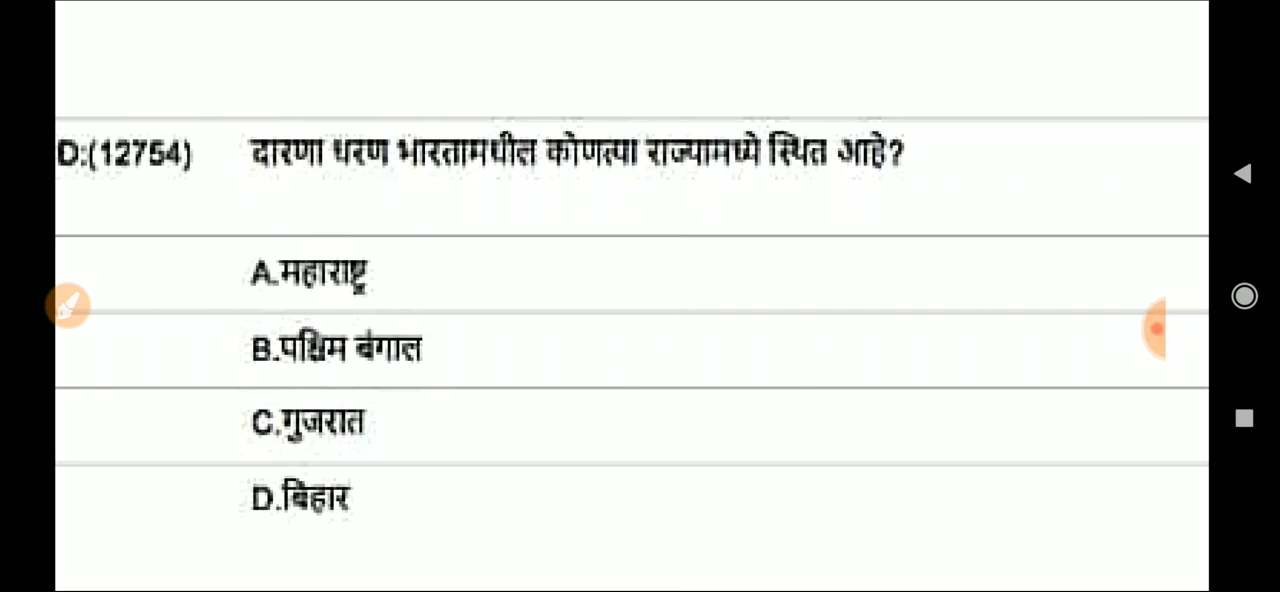 D:(12754) दारणा धरण भारतामधील कोणत्या राज्यामध्ये स्थित आहे?
A.महाराष्ट्र
B.पश्चिम बंगाल
C.गुजरात
D.बिहार